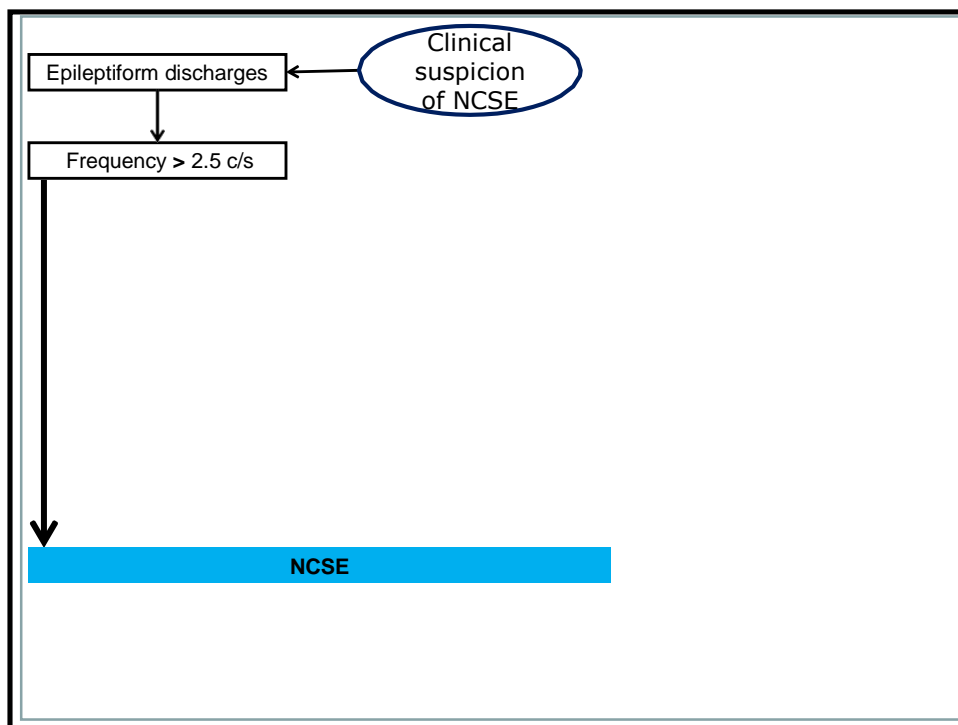 Clinical
suspicion
of NCSE
Epileptiform discharges
Frequency > 2.5 c/s
NCSE